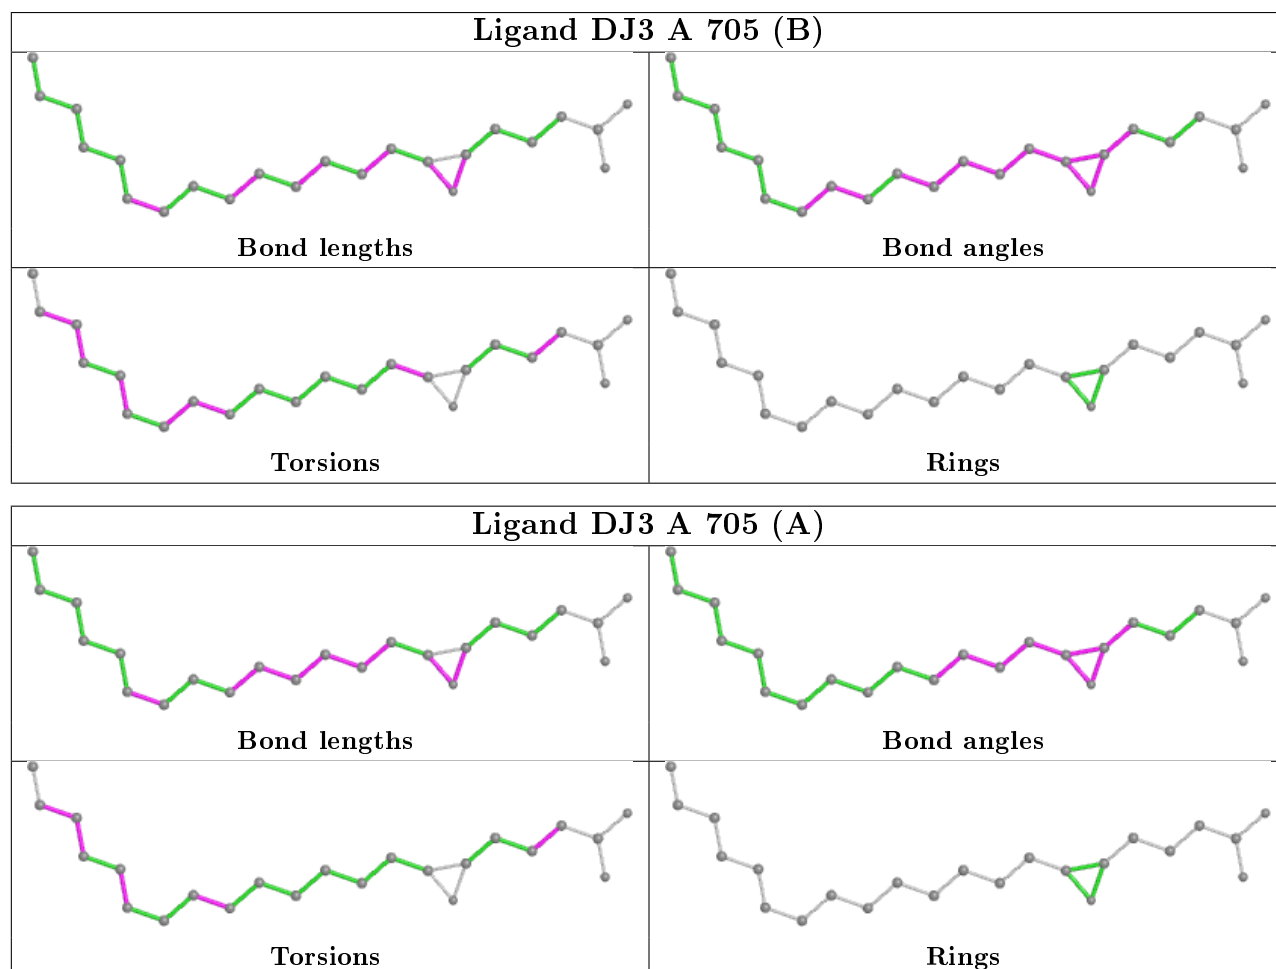 Ligand DJ3 A 705 (B)
Bond lengths
Bond angles
Torsions
Rings
Ligand DJ3 A 705 (A)
Bond lengths
Bond angles
Torsions
Rings